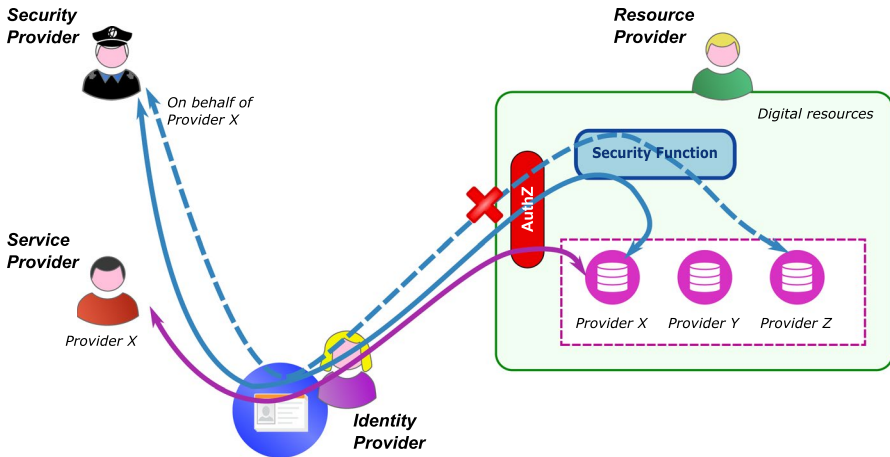 Security
Provider
On behalf of
Provider X
Service
Provider
Provider X
Identity
Provider
Resource
Provider
Digital resources
Security Function
AuthZ
Provider X
Provider Y
Provider Z